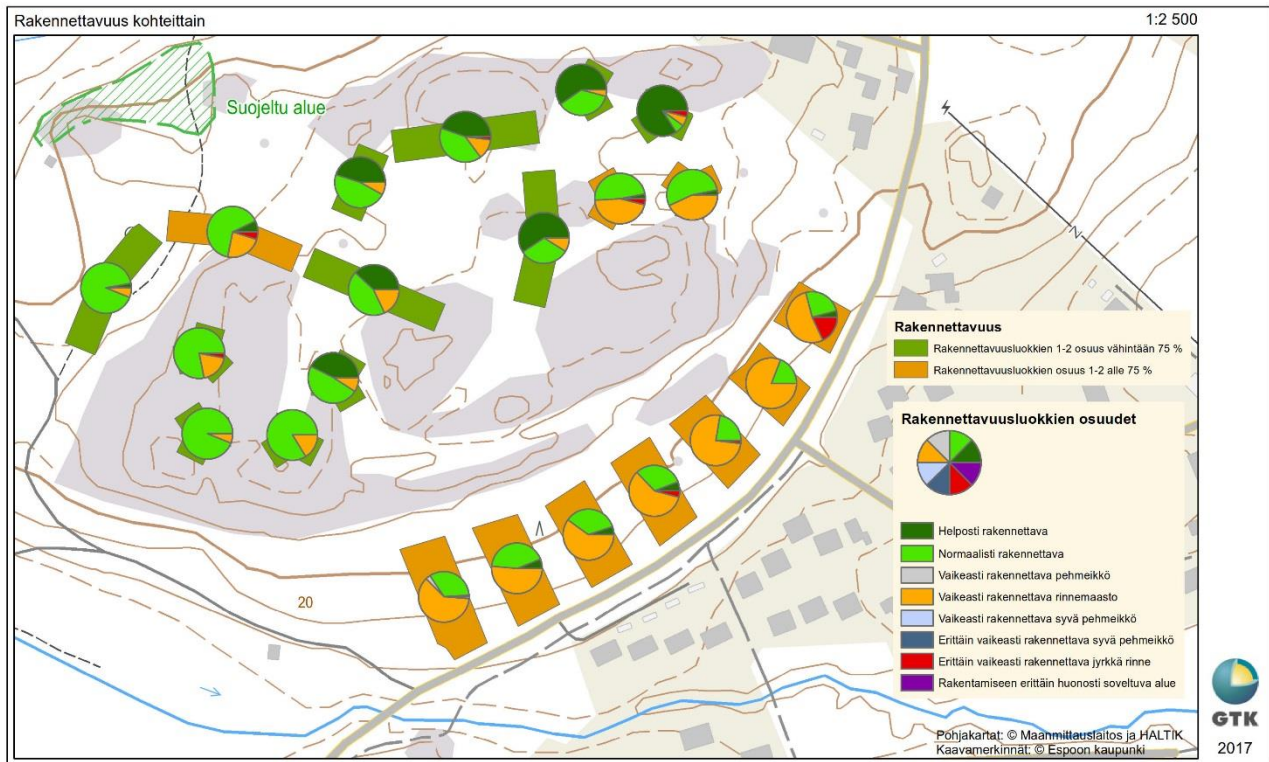 Rakennettavuus kohteittain
1:2 500
Suojeltu alue
20
Rakennettavuus
Rakennettavuusluokkien 1-2 osuus vähintään 75 %
Rakennettavuusluokkien osuus 1-2 alle 75 %
Rakennettavuusluokkien osuudet
Helposti rakennettava
Normaalisti rakennettava
Vaikeasti rakennettava pehmeikkö
Vaikeasti rakennettava rinnemaasto
Vaikeasti rakennettava syvä pehmeikkö
Erittäin vaikeasti rakennettava syvä pehmeikkö
Erittäin vaikeasti rakennettava jyrkkä rinne
Rakentamiseen erittäin huonosti soveltuva alue
GTK
2017
Pohjakartat: © Maanmittauslaitos ja HALTIK
Kaavamerkinnät: © Espoon kaupunki